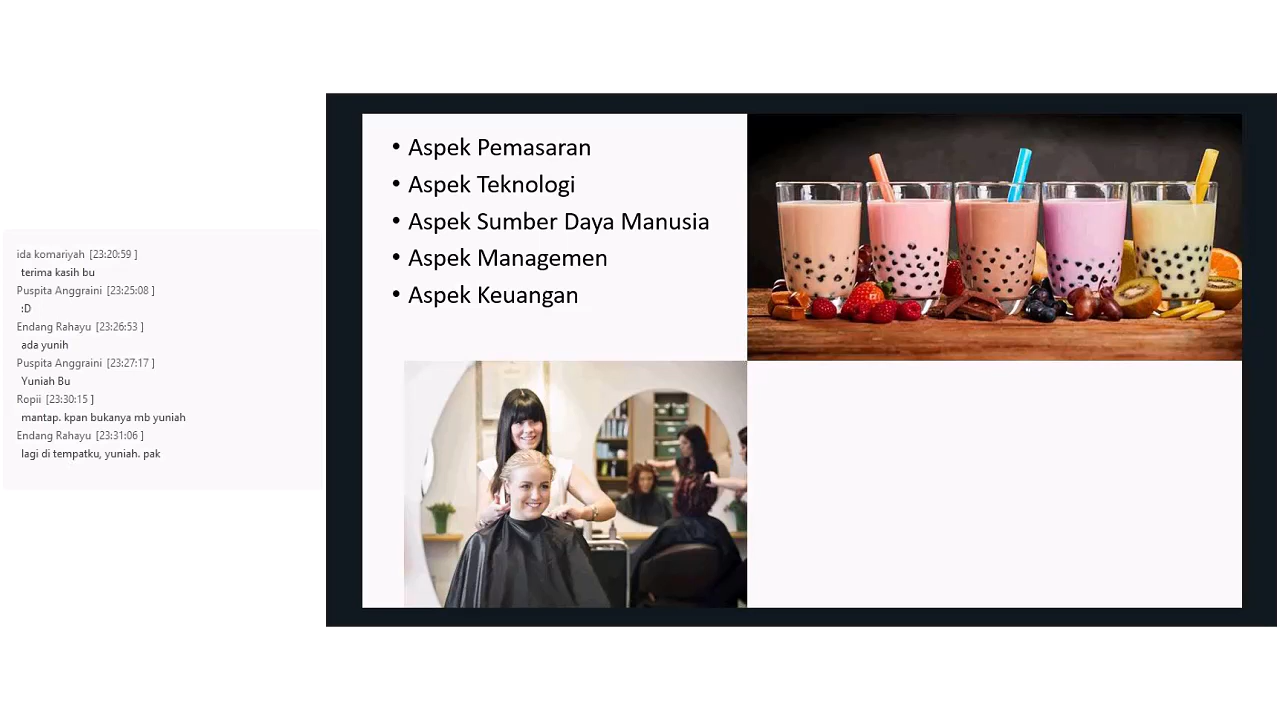 ida komariyah [23:20:59 ]
terima kasih bu
Puspita Anggraini [23:25:08 ]
:D
Endang Rahayu [23:26:53 ]
ada yunih
Puspita Anggraini [23:27:17 ]
Yuniah Bu
Ropii [23:30:15 ]
mantap. kpan bukanya mb yuniah
Endang Rahayu [23:31:06 ]
lagi di tempatku, yuniah. pak
• Aspek Pemasaran
• Aspek Teknologi
• Aspek Sumber Daya Manusia
• Aspek Managemen
• Aspek Keuangan